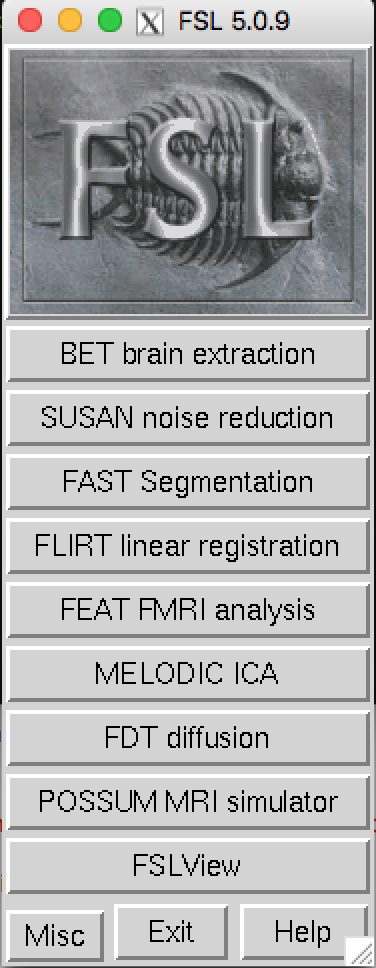 FSL 5.0.9
FSL
BET brain extraction
SUSAN noise reduction
FAST Segmentation
FLIRT linear registration
FEAT FMRI analysis
MELODIC ICA
FDT diffusion
POSSUM MRI simulator
FSLView
Misc Exit Help